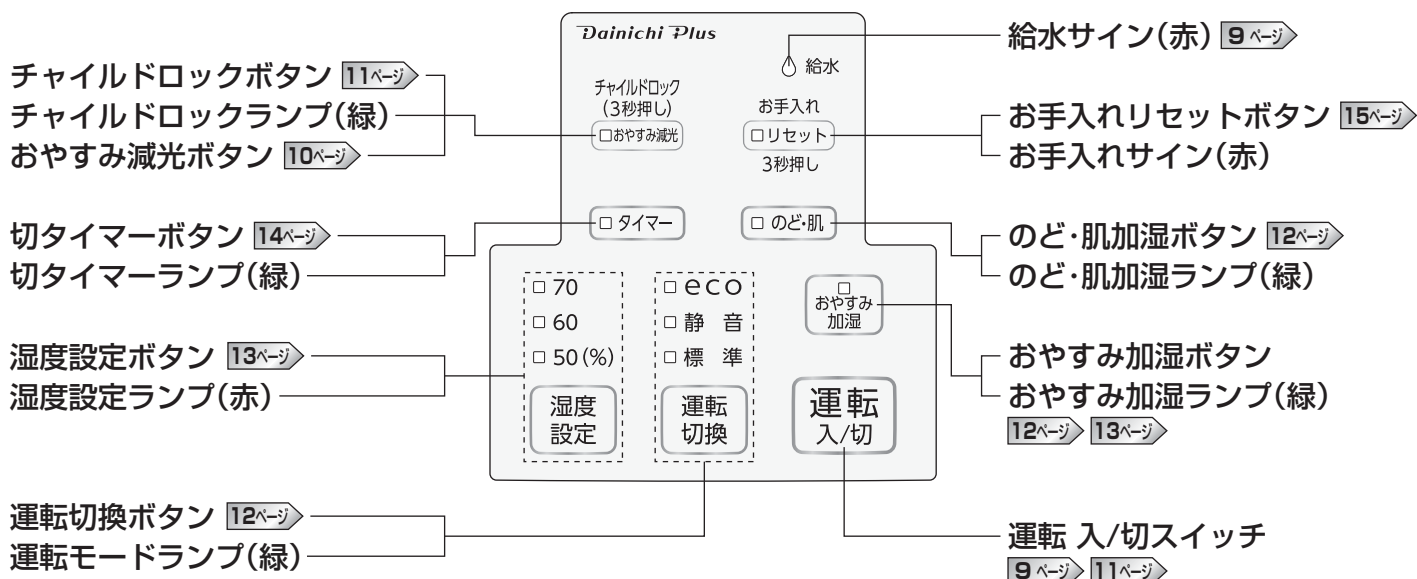 チャイルドロックボタン 11ページ
チャイルドロックランプ(緑)
おやすみ減光ボタン 10ページ
切タイマーボタン 14ページ
切タイマーランプ(緑)
湿度設定ボタン 13ページ
湿度設定ランプ(赤)
運転切換ボタン 12ページ
運転モードランプ(緑)
Dainichi Plus
給水
チャイルドロック
(3秒押し)
おやすみ減光
お手入れ
リセット
3秒押し
タイマー
のど・肌
70
60
50(%)
湿度
設定
eco
静 音
標 準
運転
切換
おやすみ
加湿
運転
入/切
給水サイン(赤) 9ページ
お手入れリセットボタン 15ページ
お手入れサイン(赤)
のど・肌加湿ボタン 12ページ
のど・肌加湿ランプ(緑)
おやすみ加湿ボタン
おやすみ加湿ランプ(緑)
12ページ 13ページ
運転 入/切スイッチ
9ページ 11ページ